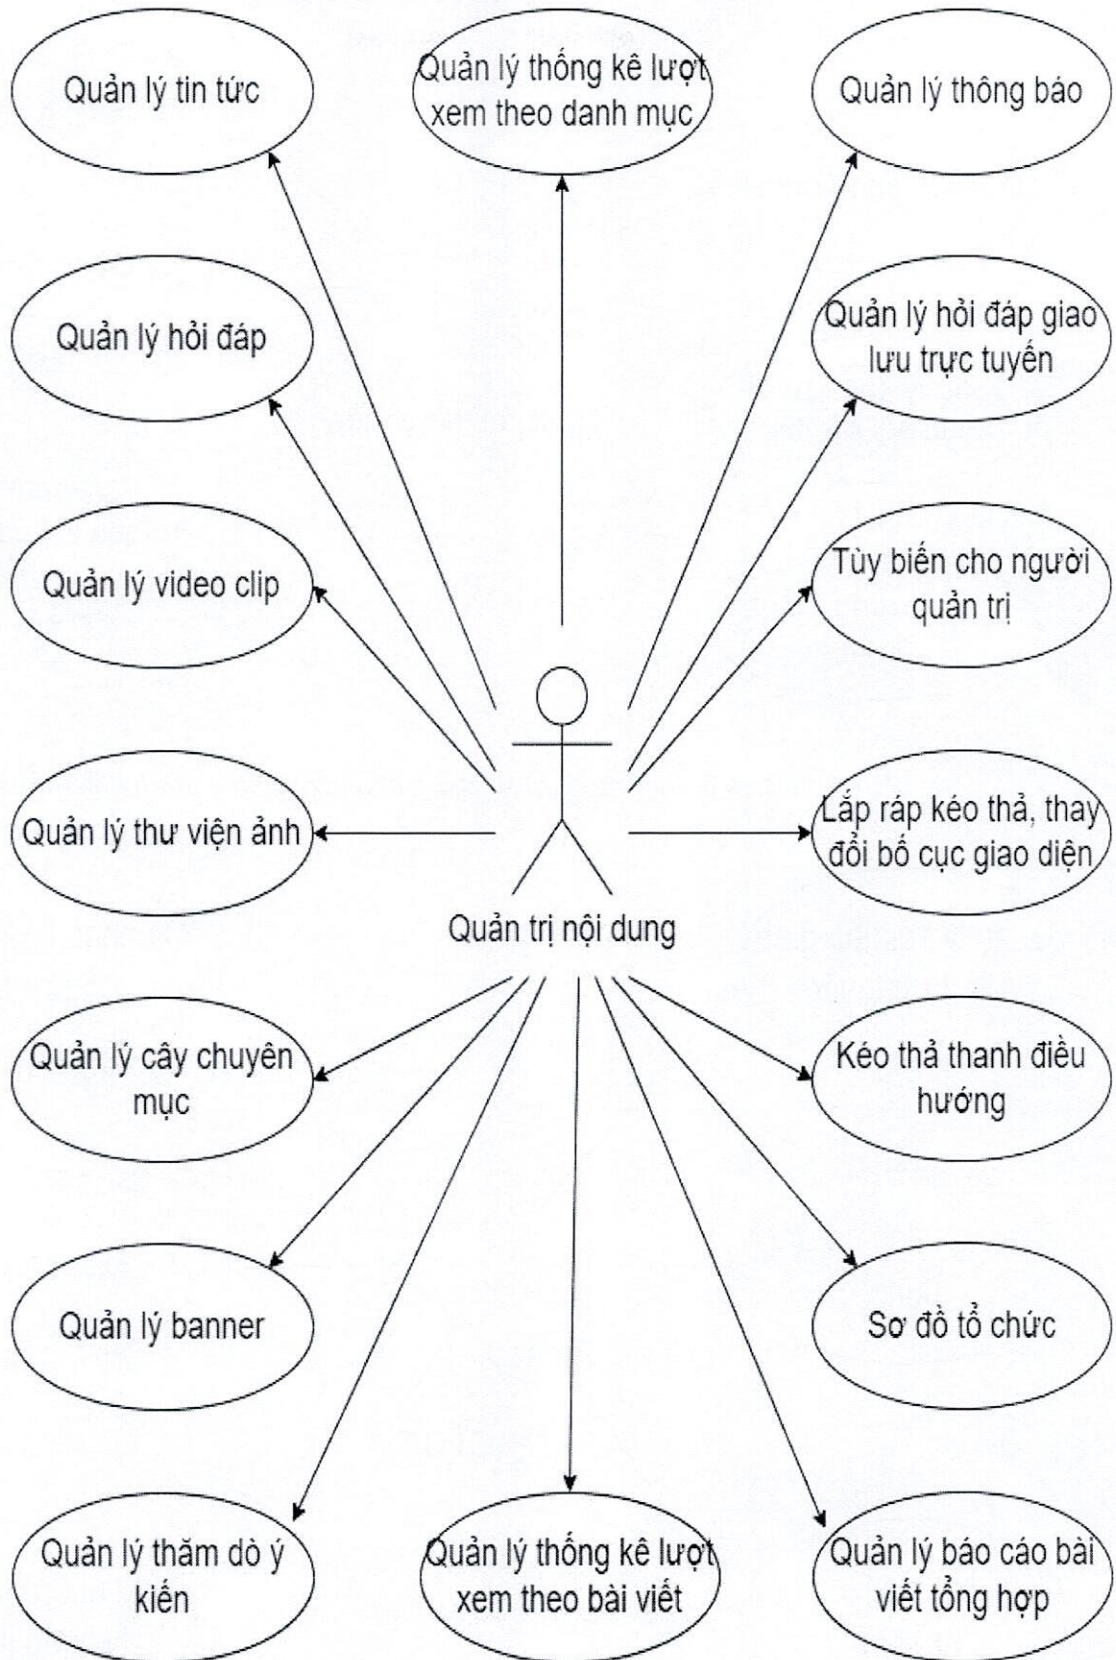 Quản lý tin tức
Quản lý thống kê lượt
xem theo danh mục
Quản lý thông báo
Quản lý hỏi đáp
Quản lý hỏi đáp giao
lưu trực tuyến
Quản lý video clip
Tùy biến cho người
quản trị
Quản lý thư viện ảnh
Lắp ráp kéo thả, thay
đổi bố cục giao diện
Quản trị nội dung
Quản lý cây chuyên
mục
Kéo thả thanh điều
hướng
Quản lý banner
Sơ đồ tổ chức
Quản lý thăm dò ý
kiến
Quản lý thống kê lượt
xem theo bài viết
Quản lý báo cáo bài
viết tổng hợp